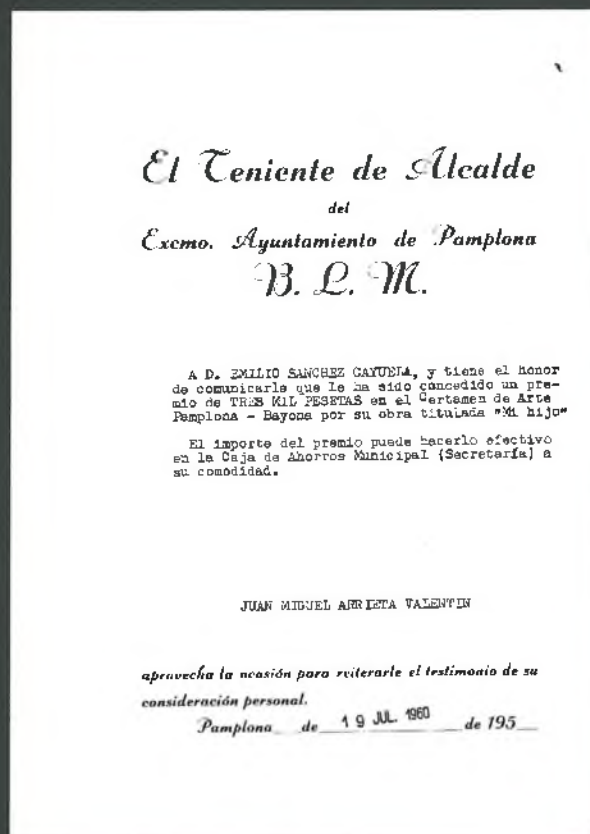 El Teniente de Alcalde
del
Excmo. Ayuntamiento de Pamplona
B. L. M.
A D. EMILIO SANCHEZ CAYUELA, y tiene el honor
de comunicarle que le ha sido concedido un pre-
mio de TRES MIL PESETAS en el Certamen de Arte
Pamplona - Bayona por su obra titulada "Mi hijo"
El importe del premio puede hacerlo efectivo
en la Caja de Ahorros Municipal (Secretaría) a
su comodidad.
JUAN MIGUEL ARRIETA VALENTIN
aprovecha la ocasión para reiterarle el testimonio de su
consideración personal.
Pamplona de 19 JUL. 1960 de 195